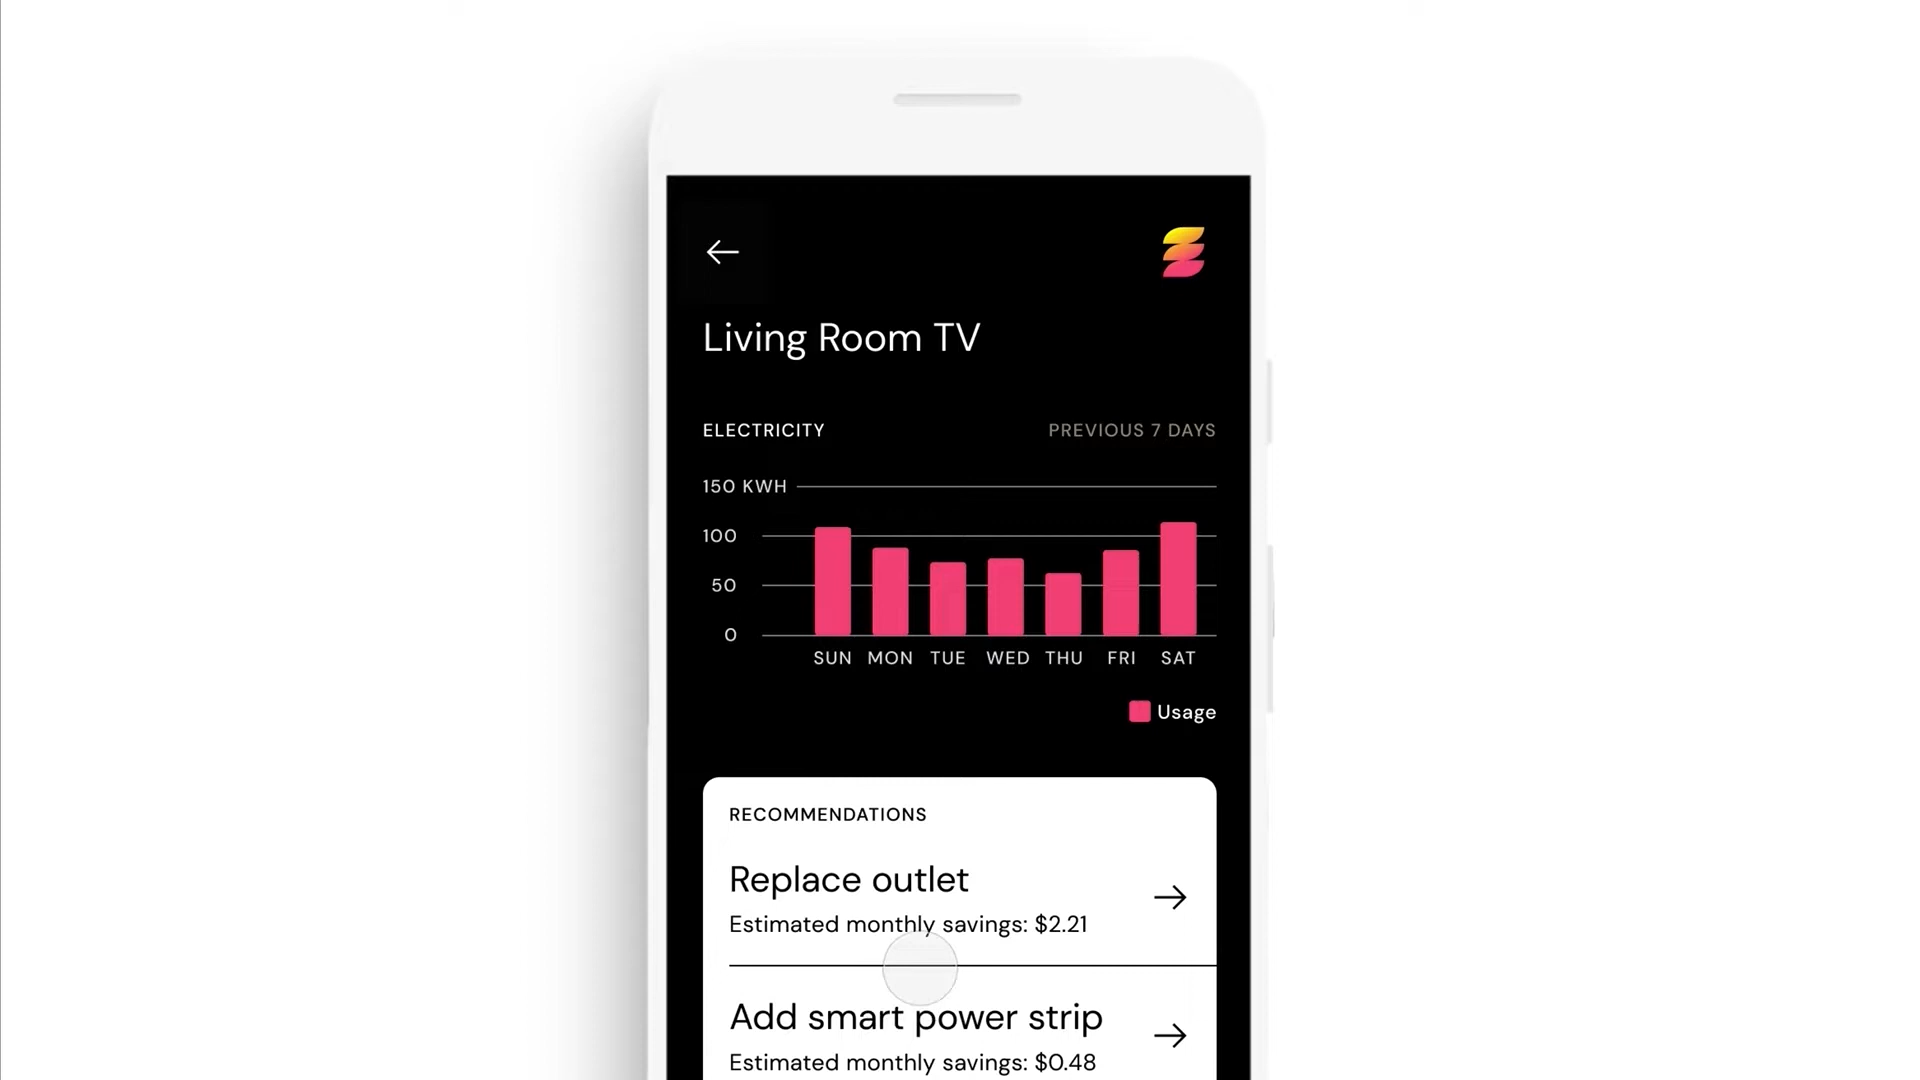 Living Room TV
ELECTRICITY PREVIOUS 7 DAYS
150 KWH
100
50
0
SUN MON TUE WED THU FRI SAT
Usage
RECOMMENDATIONS
Replace outlet
Estimated monthly savings: $2.21
Add smart power strip
Estimated monthly savings: $0.48